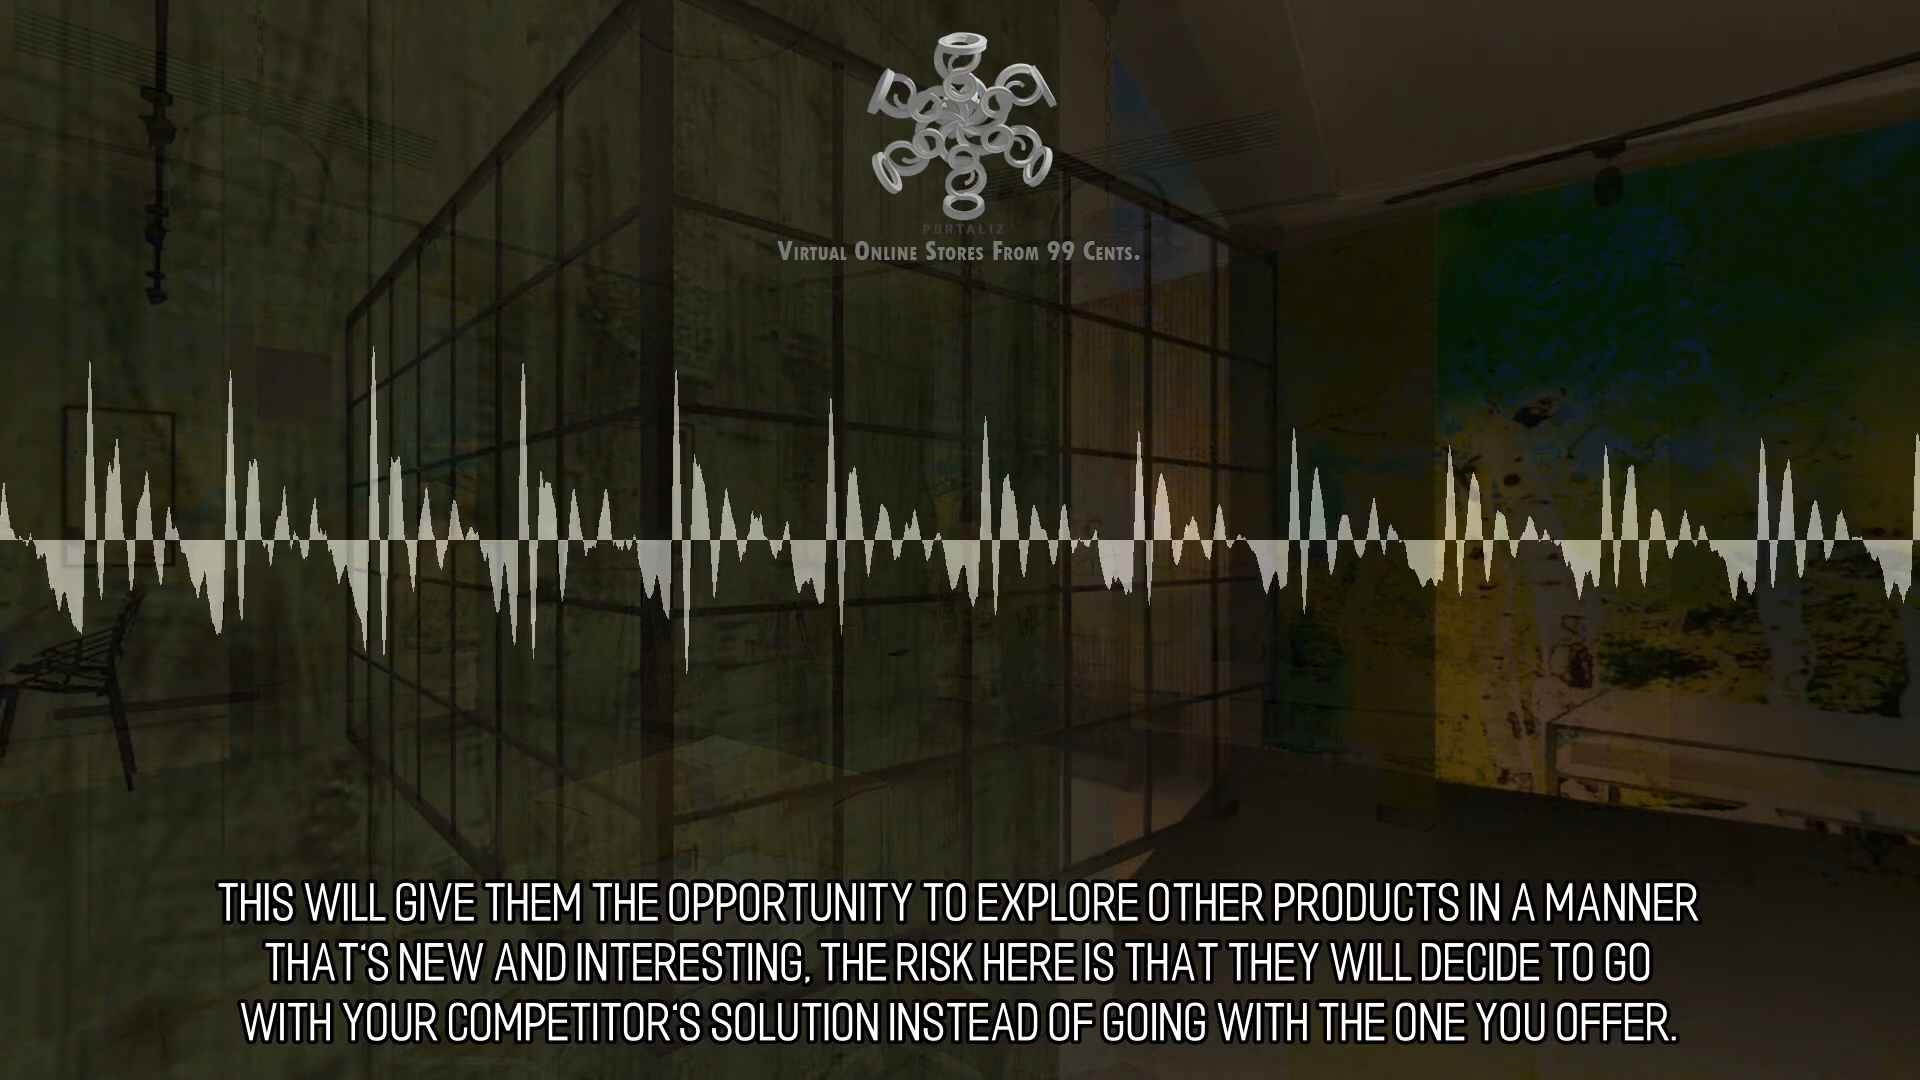 PORTALIZ
Virtual Online Stores From 99 Cents.
THIS WILL GIVE THEM THE OPPORTUNITY TO EXPLORE OTHER PRODUCTS IN A MANNER
THAT'S NEW AND INTERESTING, THE RISK HERE IS THAT THEY WILL DECIDE TO GO
WITH YOUR COMPETITOR'S SOLUTION INSTEAD OF GOING WITH THE ONE YOU OFFER.